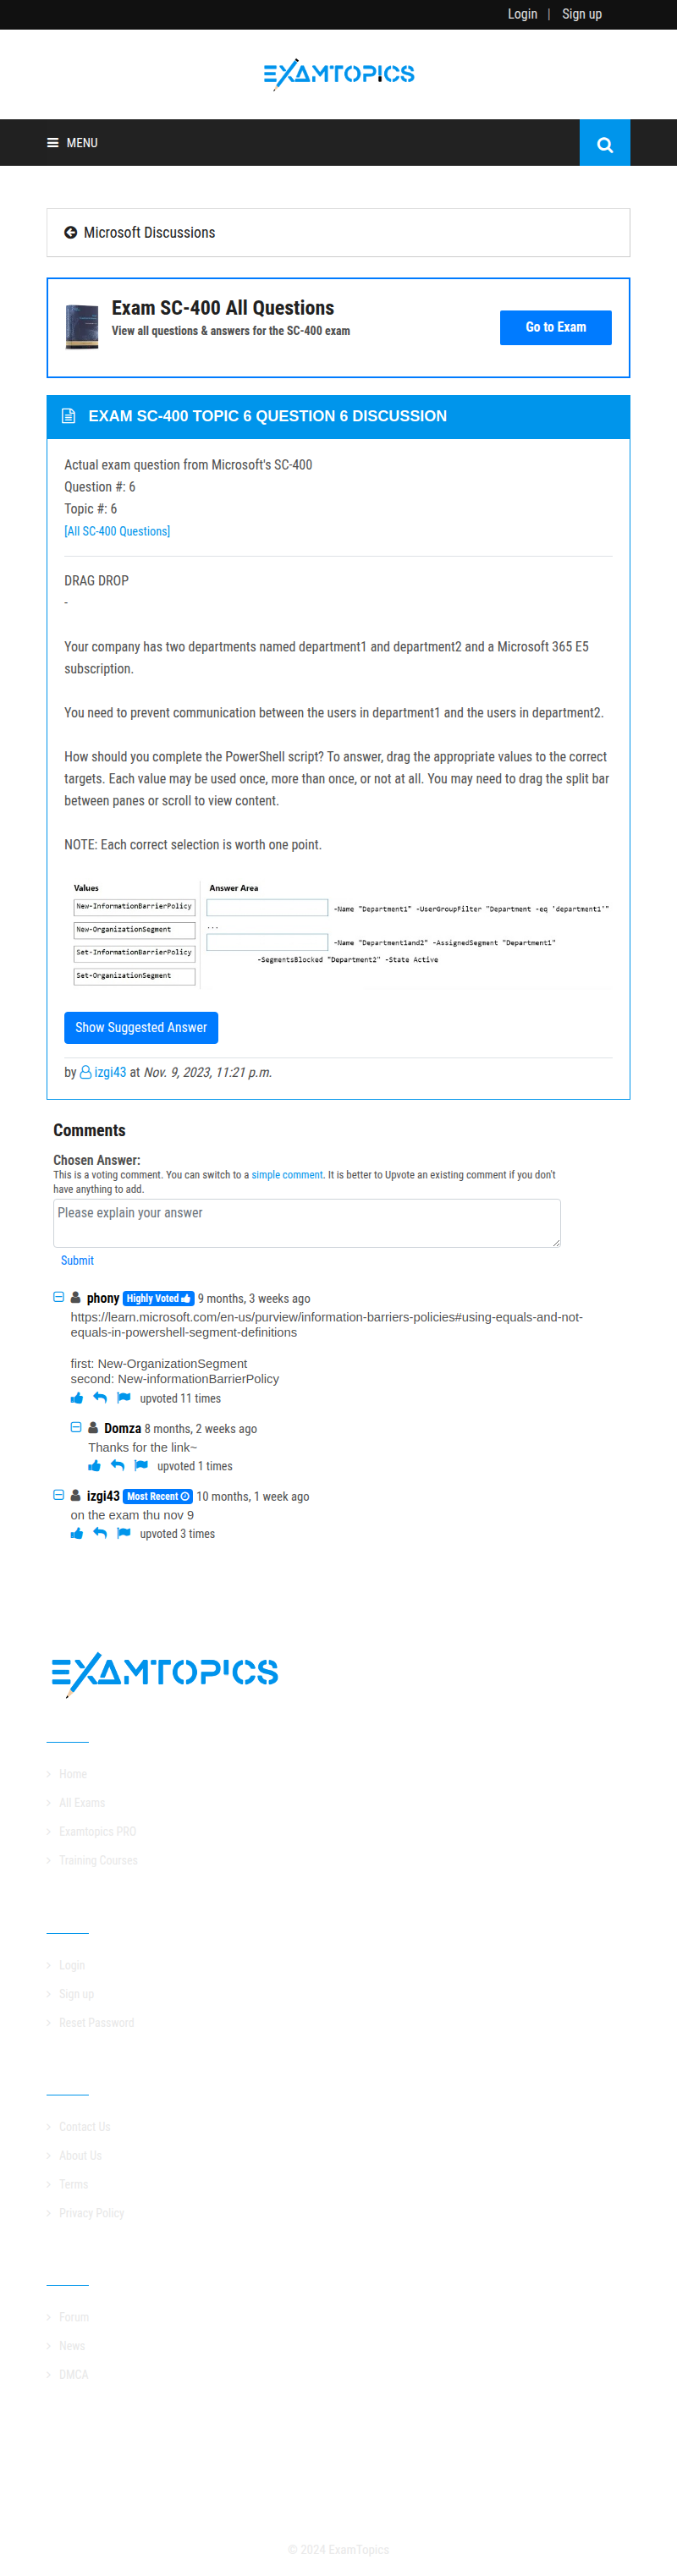 Login | Sign up
EXAMTOPICS
MENU
Microsoft Discussions
Exam SC-400 All Questions
View all questions & answers for the SC-400 exam
Go to Exam
EXAM SC-400 TOPIC 6 QUESTION 6 DISCUSSION
Actual exam question from Microsoft's SC-400
Question #: 6
Topic #: 6
[All SC-400 Questions]
DRAG DROP
-
Your company has two departments named department1 and department2 and a Microsoft 365 E5
subscription.
You need to prevent communication between the users in department1 and the users in department2.
How should you complete the PowerShell script? To answer, drag the appropriate values to the correct
targets. Each value may be used once, more than once, or not at all. You may need to drag the split bar
between panes or scroll to view content.
NOTE: Each correct selection is worth one point.
Values
New-InformationBarrierPolicy
New-OrganizationSegment
Set-InformationBarrierPolicy
Set-OrganizationSegment
Answer Area
-Name "Department1" -UserGroupFilter "Department -eq 'department1'"
...
-Name "Department1and2" -AssignedSegment "Department1"
-SegmentsBlocked "Department2" -State Active
Show Suggested Answer
by izgi43 at Nov. 9, 2023, 11:21 p.m.
Comments
Chosen Answer:
This is a voting comment. You can switch to a simple comment. It is better to Upvote an existing comment if you don't
have anything to add.
Please explain your answer
Submit
phony Highly Voted 9 months, 3 weeks ago
https://learn.microsoft.com/en-us/purview/information-barriers-policies#using-equals-and-not-
equals-in-powershell-segment-definitions
first: New-OrganizationSegment
second: New-informationBarrierPolicy
upvoted 11 times
Domza 8 months, 2 weeks ago
Thanks for the link~
upvoted 1 times
izgi43 Most Recent 10 months, 1 week ago
on the exam thu nov 9
upvoted 3 times
EXAMTOPICS
Home
All Exams
Examtopics PRO
Training Courses
Login
Sign up
Reset Password
Contact Us
About Us
Terms
Privacy Policy
Forum
News
DMCA
© 2024 ExamTopics